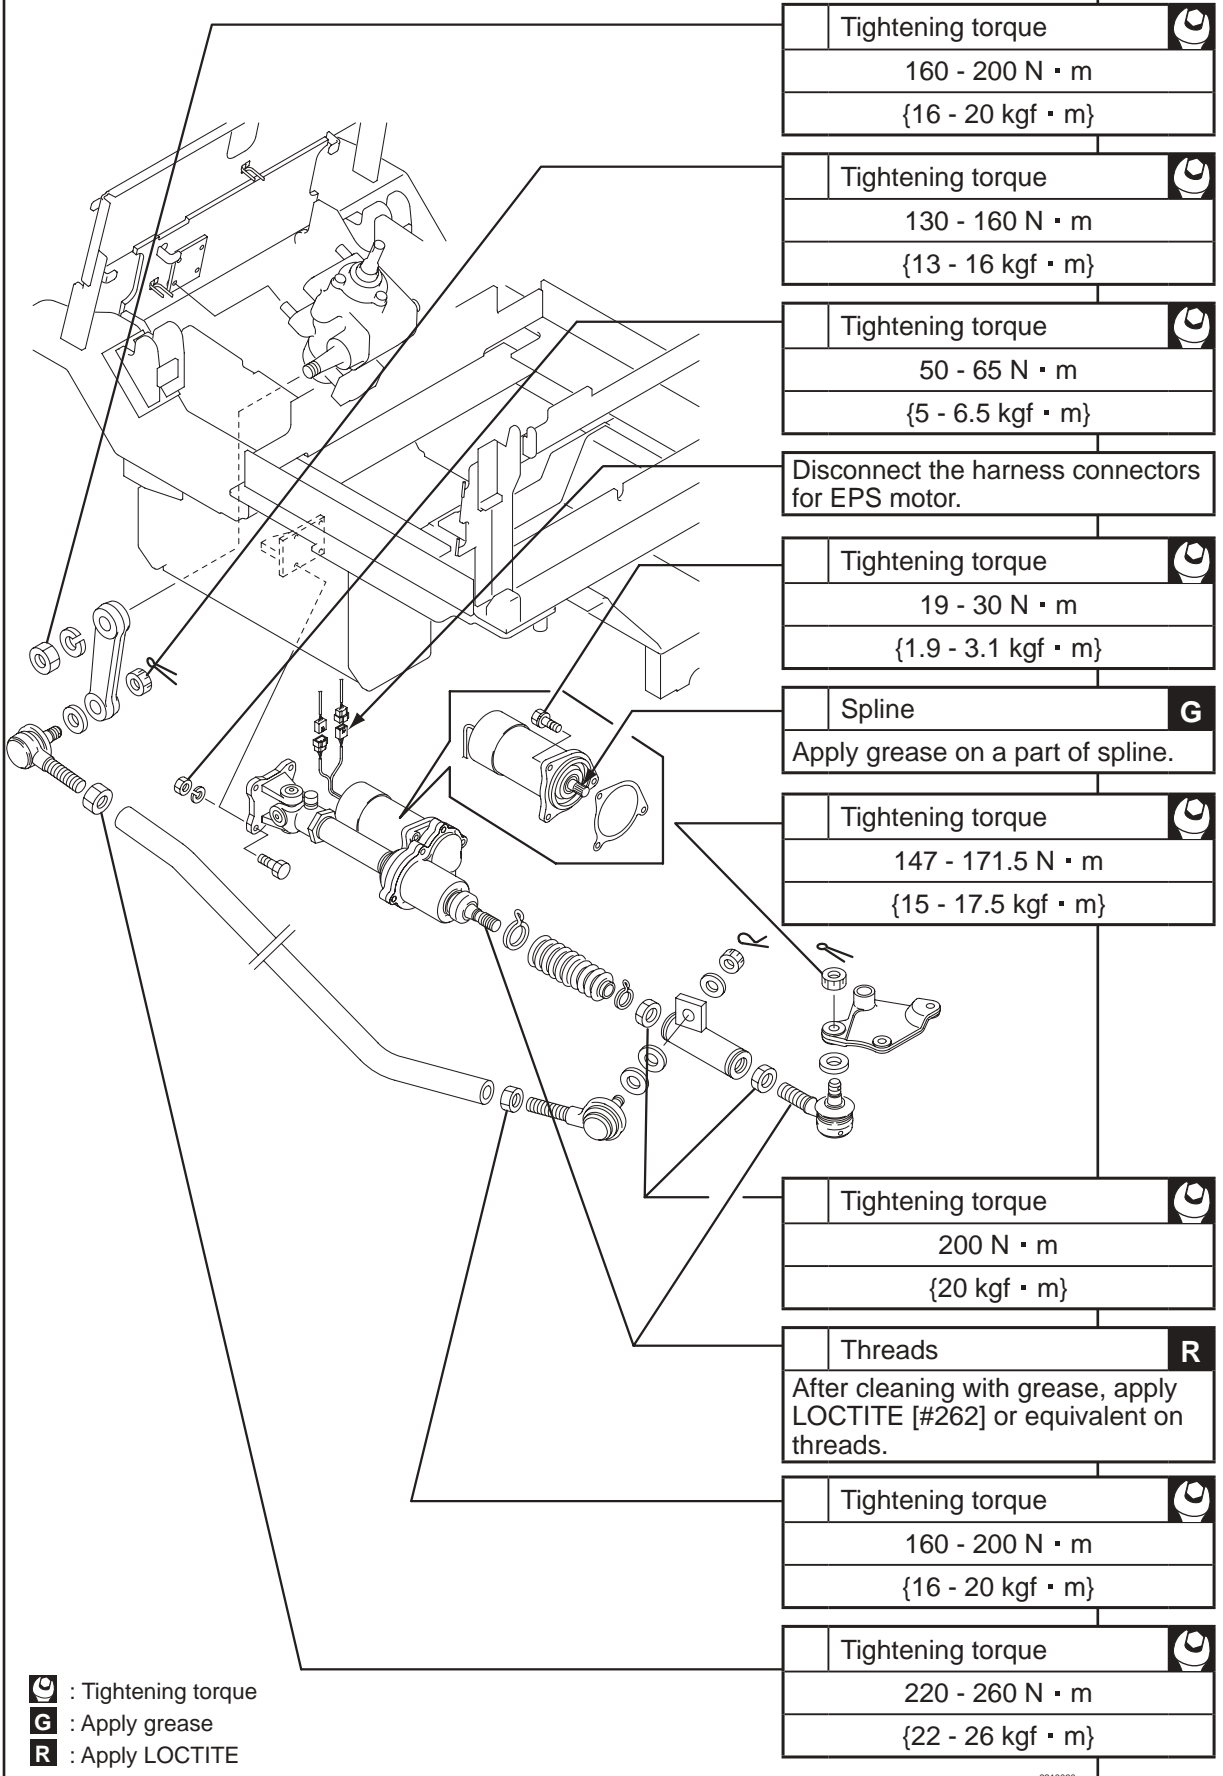 Tightening torque
160 - 200 N・m
{16 - 20 kgf・m}
Tightening torque
130 - 160 N・m
{13 - 16 kgf・m}
Tightening torque
50 - 65 N・m
{5 - 6.5 kgf・m}
Disconnect the harness connectors
for EPS motor.
Tightening torque
19 - 30 N・m
{1.9 - 3.1 kgf・m}
Spline G
Apply grease on a part of spline.
Tightening torque
147 - 171.5 N・m
{15 - 17.5 kgf・m}
Tightening torque
200 N・m
{20 kgf・m}
Threads R
After cleaning with grease, apply
LOCTITE [#262] or equivalent on
threads.
Tightening torque
160 - 200 N・m
{16 - 20 kgf・m}
Tightening torque
220 - 260 N・m
{22 - 26 kgf・m}
: Tightening torque
G : Apply grease
R : Apply LOCTITE